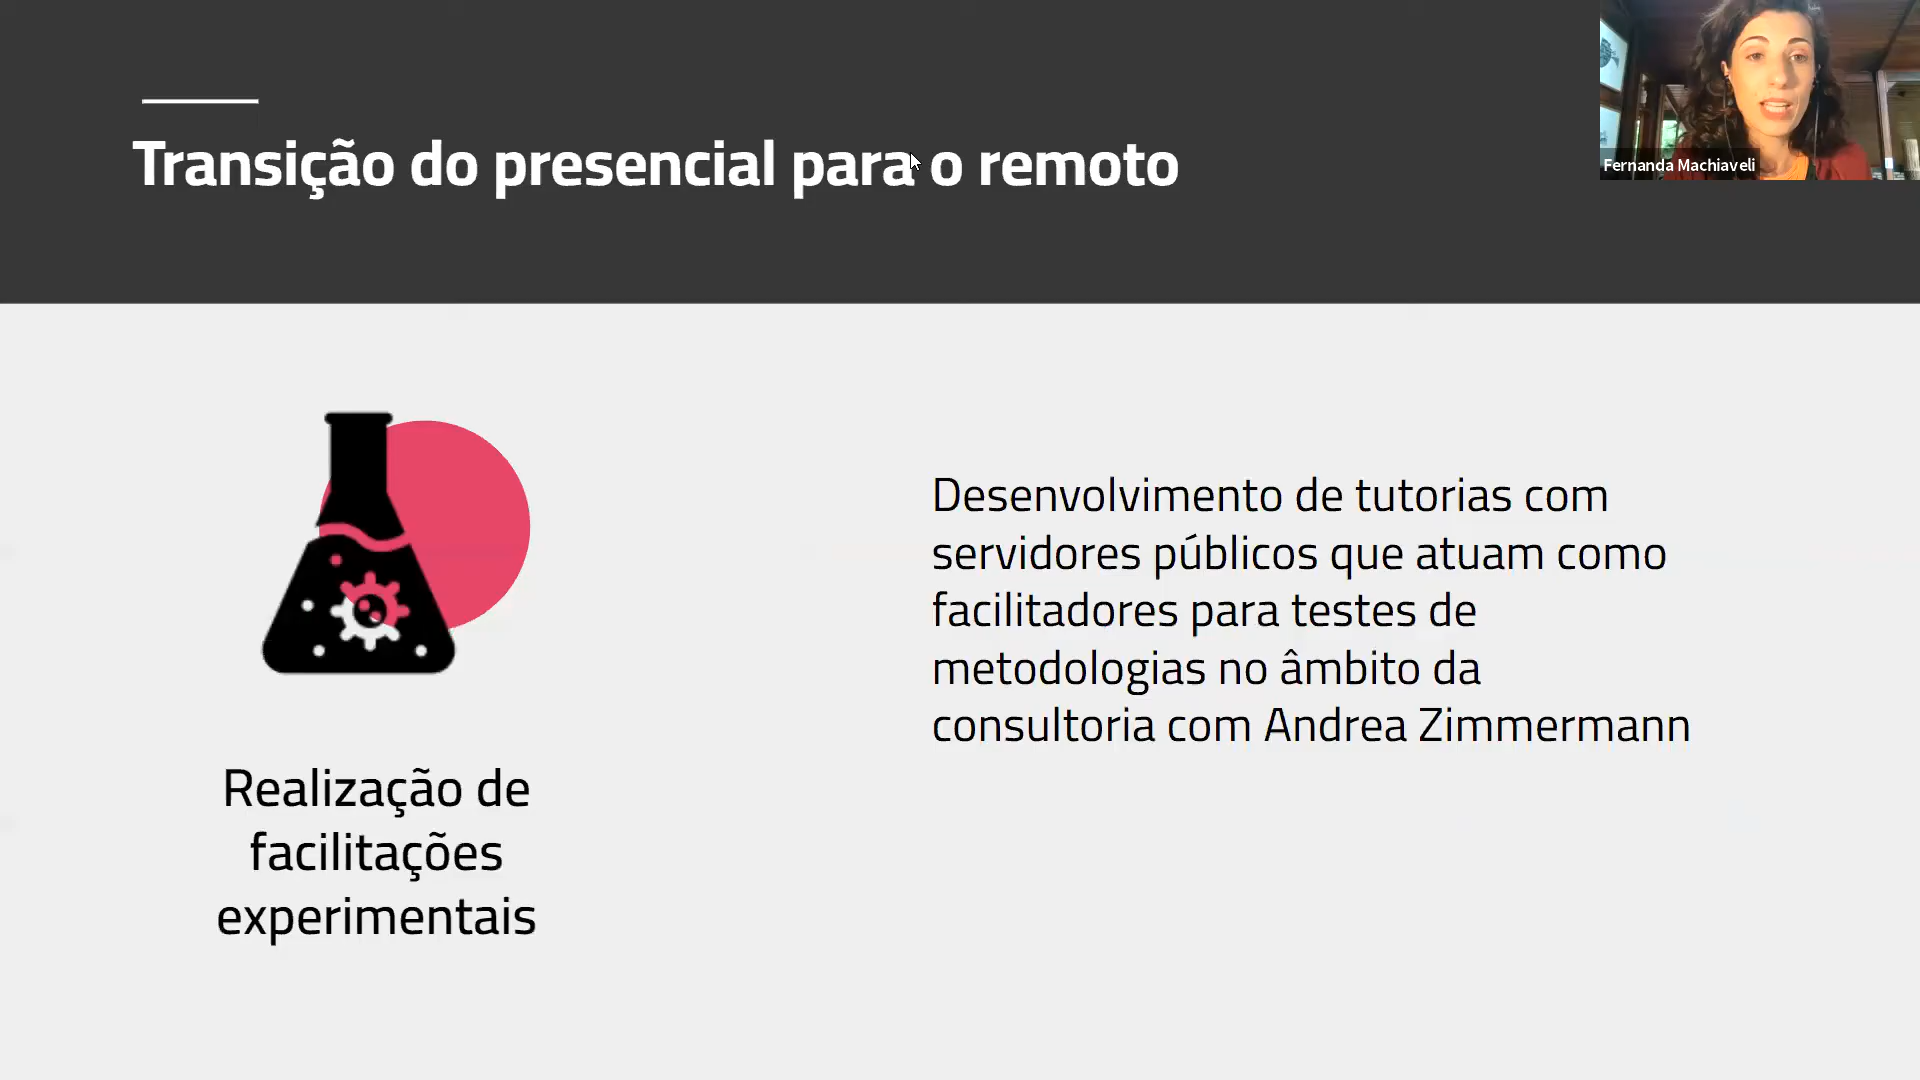 Transição do presencial para o remoto
Fernanda Machiaveli
Desenvolvimento de tutorias com
servidores públicos que atuam como
facilitadores para testes de
metodologias no âmbito da
consultoria com Andrea Zimmermann
Realização de
facilitações
experimentais